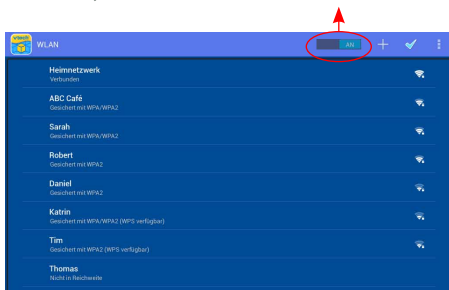 vtech
WLAN
AN
Heimnetzwerk
Verbunden
ABC Café
Gesichert mit WPA/WPA2
Sarah
Gesichert mit WPA/WPA2
Robert
Gesichert mit WPA2
Daniel
Gesichert mit WPA2
Katrin
Gesichert mit WPA/WPA2 (WPS verfügbar)
Tim
Gesichert mit WPA2 (WPS verfügbar)
Thomas
Nicht in Reichweite